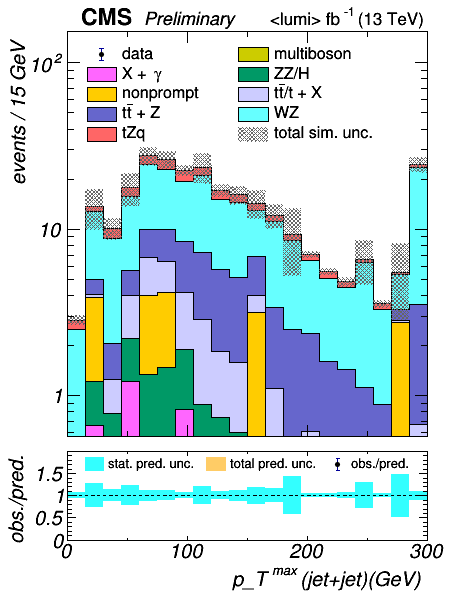 CMS Preliminary <lumi> fb⁻¹ (13 TeV)
events / 15 GeV
10²
10
1
data
X + γ
nonprompt
tt̄ + Z
tZq
multiboson
ZZ/H
tt̄/t + X
WZ
total sim. unc.
obs./pred.
1.5
1
0.5
0
stat. pred. unc. total pred. unc. obs./pred.
0 100 200 300
p_T^max (jet+jet)(GeV)